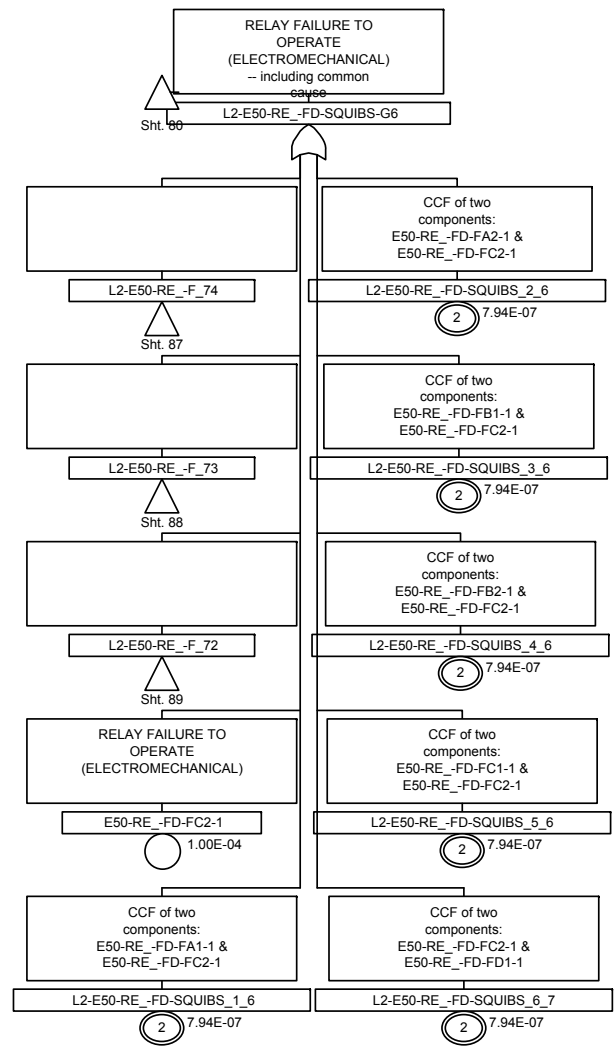 RELAY FAILURE TO
OPERATE
(ELECTROMECHANICAL)
-- including common
cause
L2-E50-RE_-FD-SQUIBS-G6
Sht. 80
L2-E50-RE_-F_74
Sht. 87
CCF of two
components:
E50-RE_-FD-FA2-1 &
E50-RE_-FD-FC2-1
L2-E50-RE_-FD-SQUIBS_2_6
2
7.94E-07
L2-E50-RE_-F_73
Sht. 88
CCF of two
components:
E50-RE_-FD-FB1-1 &
E50-RE_-FD-FC2-1
L2-E50-RE_-FD-SQUIBS_3_6
2
7.94E-07
L2-E50-RE_-F_72
Sht. 89
CCF of two
components:
E50-RE_-FD-FB2-1 &
E50-RE_-FD-FC2-1
L2-E50-RE_-FD-SQUIBS_4_6
2
7.94E-07
RELAY FAILURE TO
OPERATE
(ELECTROMECHANICAL)
E50-RE_-FD-FC2-1
1.00E-04
CCF of two
components:
E50-RE_-FD-FC1-1 &
E50-RE_-FD-FC2-1
L2-E50-RE_-FD-SQUIBS_5_6
2
7.94E-07
CCF of two
components:
E50-RE_-FD-FA1-1 &
E50-RE_-FD-FC2-1
L2-E50-RE_-FD-SQUIBS_1_6
2
7.94E-07
CCF of two
components:
E50-RE_-FD-FC2-1 &
E50-RE_-FD-FD1-1
L2-E50-RE_-FD-SQUIBS_6_7
2
7.94E-07